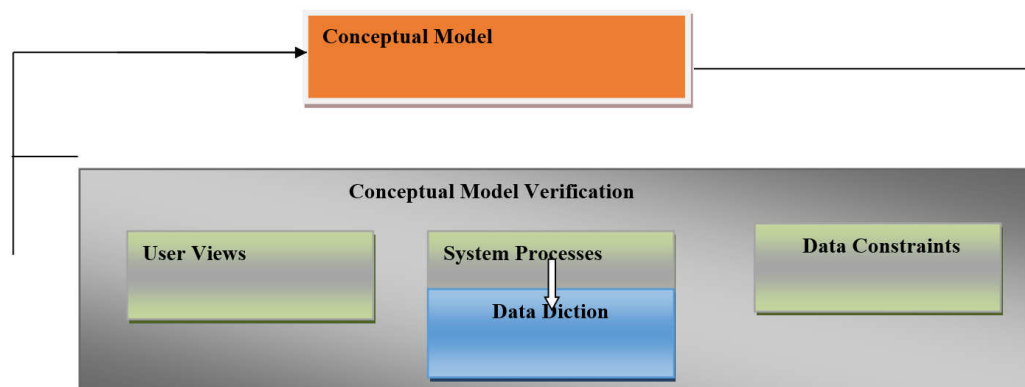 Conceptual Model
Conceptual Model Verification
User Views
System Processes
Data Constraints
Data Diction